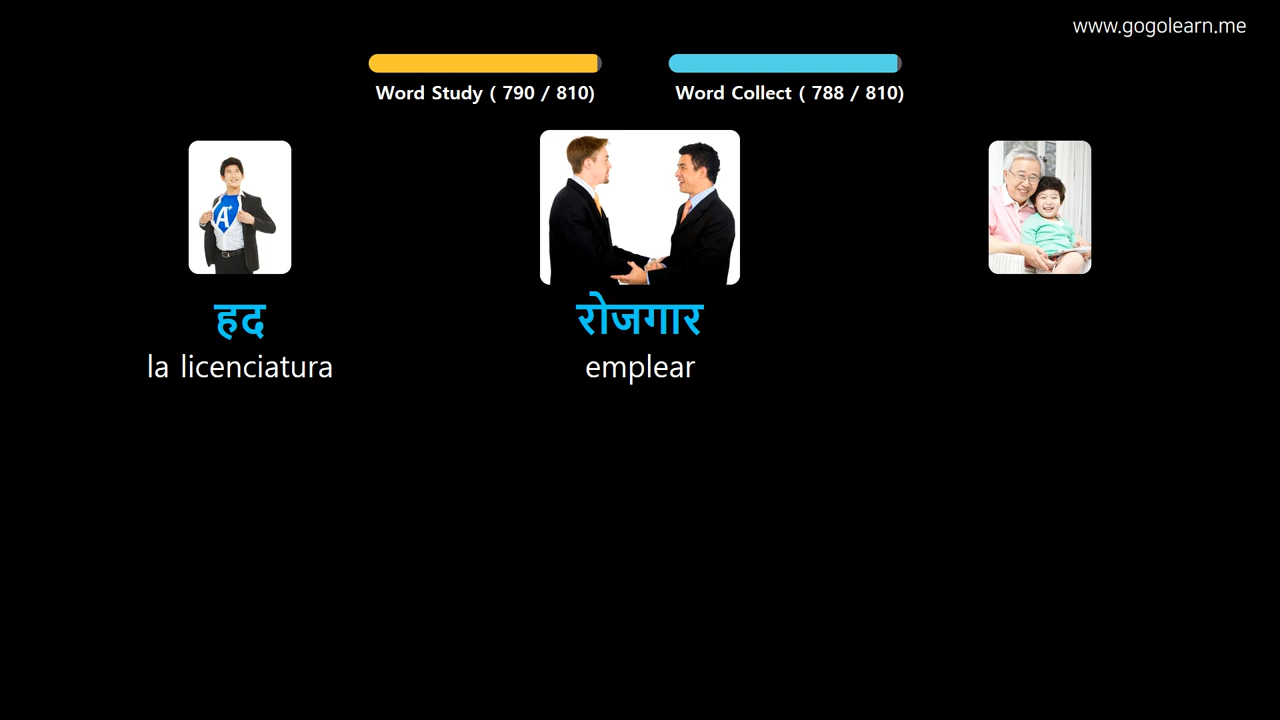 www.gogolearn.me
Word Study ( 790 / 810)
Word Collect ( 788 / 810)
A+
हद
रोजगार
la licenciatura
emplear